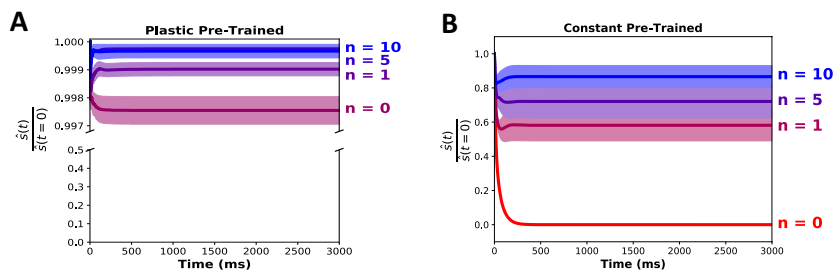 A
Plastic Pre-Trained
1,000
0,999
0,998
0,997
0.5
0.4
0.3
0.2
0.1
0.0
ŝ(t)
ŝ(t = 0)
0
500
1000
1500
2000
2500
3000
Time (ms)
n = 10
n = 5
n = 1
n = 0
B
Constant Pre-Trained
1.0
0.8
0.6
0.4
0.2
0.0
ŝ(t)
ŝ(t = 0)
0
500
1000
1500
2000
2500
3000
Time (ms)
n = 10
n = 5
n = 1
n = 0